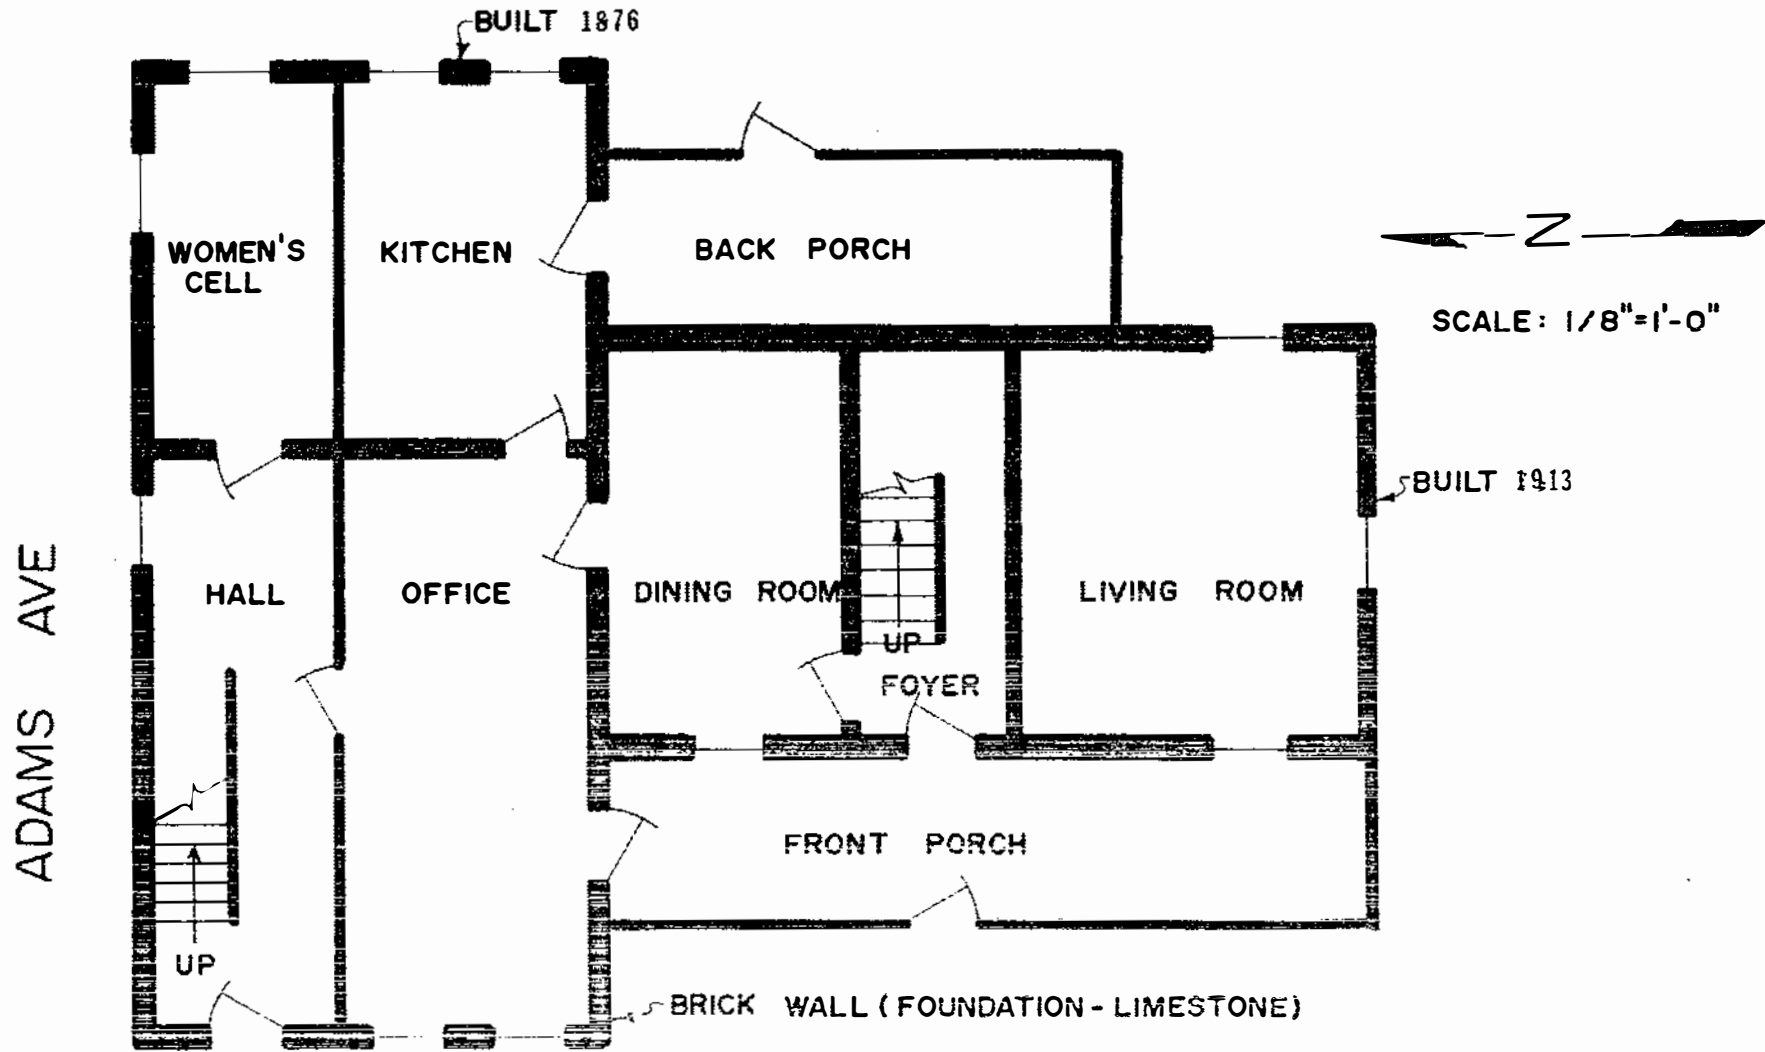 BUILT 1876
WOMEN'S
CELL
KITCHEN
BACK PORCH
N
SCALE: 1/8"=1'-0"
BUILT 1913
ADAMS AVE
HALL
OFFICE
DINING ROOM
UP
FOYER
LIVING ROOM
FRONT PORCH
UP
BRICK WALL (FOUNDATION - LIMESTONE)